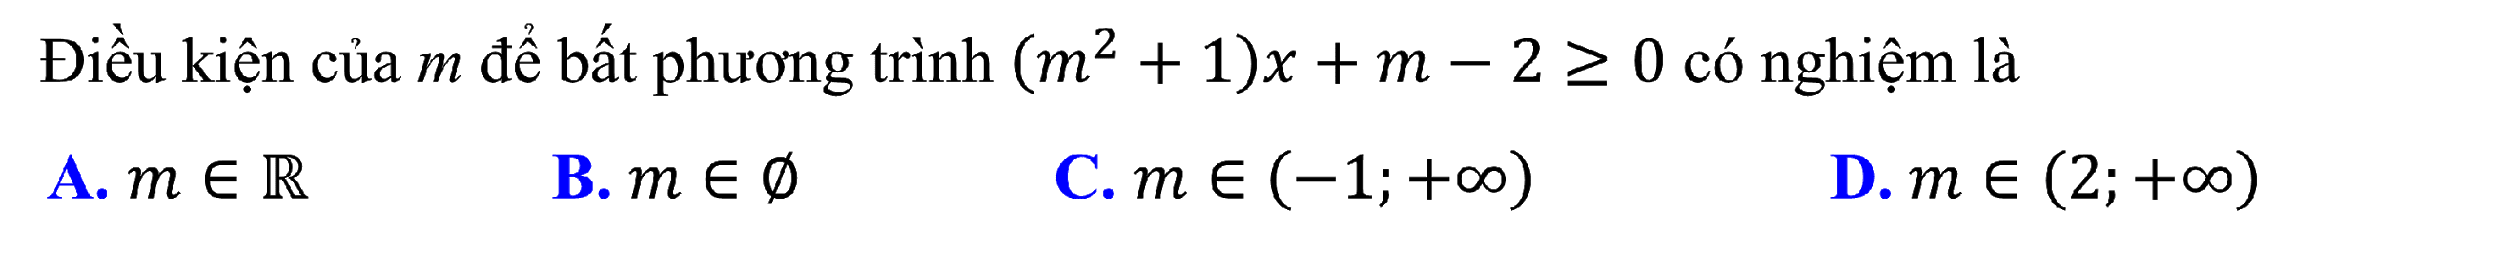 Điều kiện của m để bất phương trình (m² + 1)x + m − 2 ≥ 0 có nghiệm là
A. m ∈ ℝ B. m ∈ ∅ C. m ∈ (−1; +∞) D. m ∈ (2; +∞)